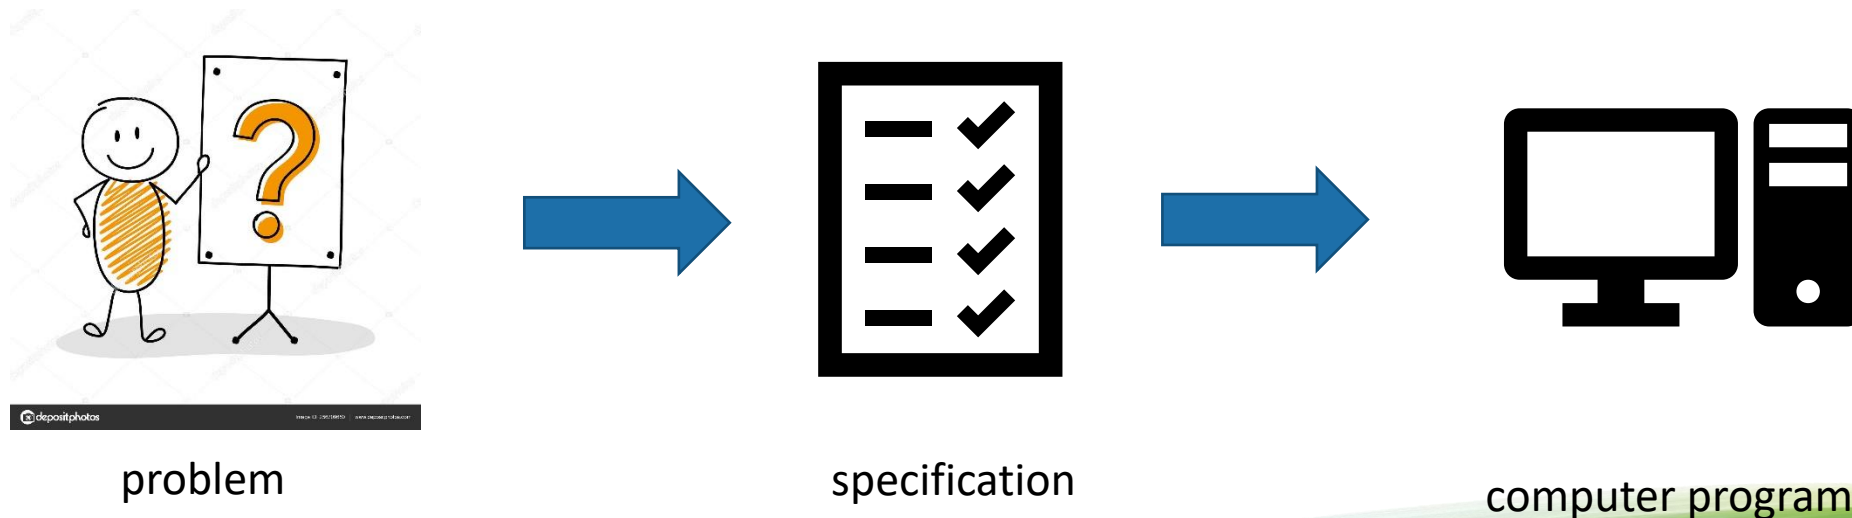 depositphotos
problem
specification
computer program